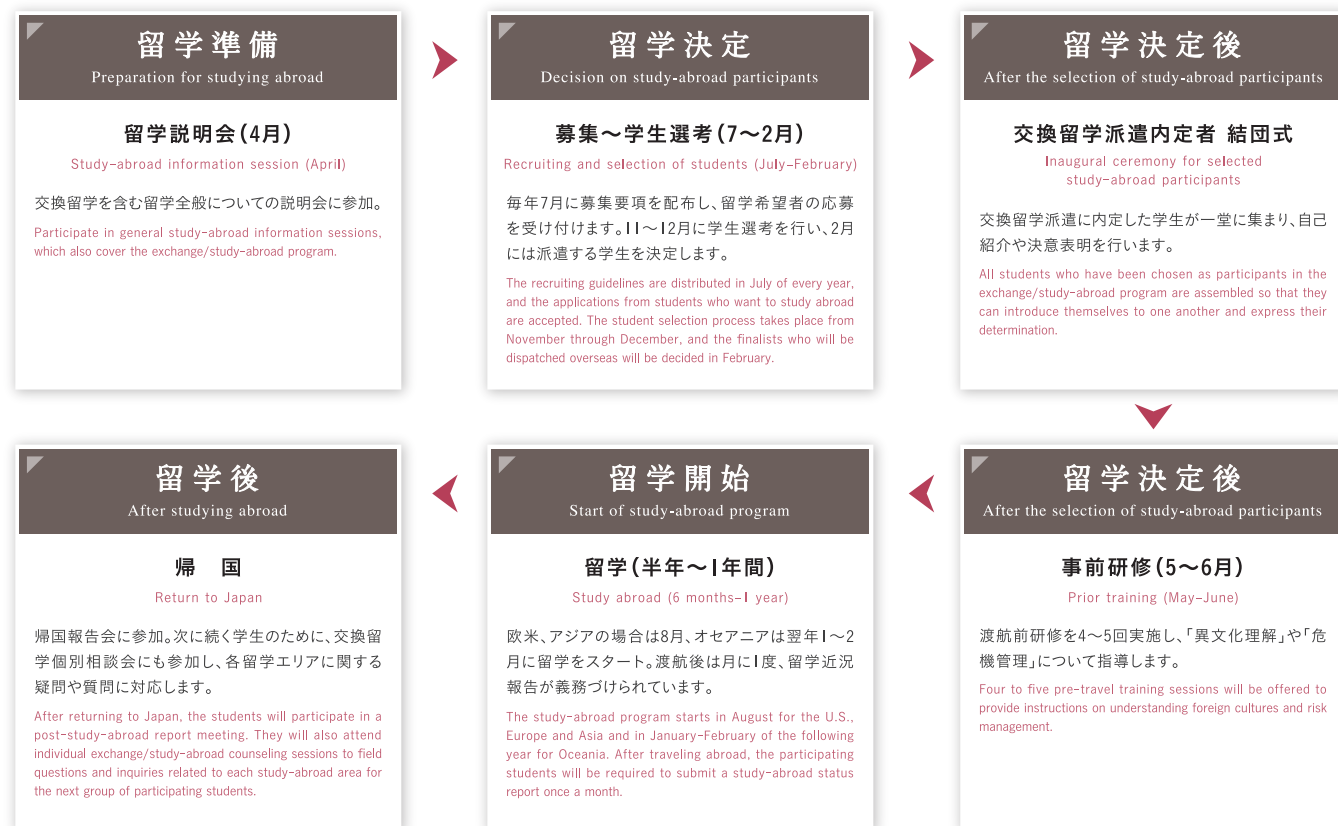 留学準備
Preparation for studying abroad
留学説明会(4月)
Study-abroad information session (April)
交換留学を含む留学全般についての説明会に参加。
Participate in general study-abroad information sessions,
which also cover the exchange/study-abroad program.
留学決定
Decision on study-abroad participants
募集～学生選考(7～2月)
Recruiting and selection of students (July–February)
毎年7月に募集要項を配布し、留学希望者の応募
を受け付けます。11～12月に学生選考を行い、2月
には派遣する学生を決定します。
The recruiting guidelines are distributed in July of every year,
and the applications from students who want to study abroad
are accepted. The student selection process takes place from
November through December, and the finalists who will be
dispatched overseas will be decided in February.
留学決定後
After the selection of study-abroad participants
交換留学派遣内定者 結団式
Inaugural ceremony for selected
study-abroad participants
交換留学派遣に内定した学生が一堂に集まり、自己
紹介や決意表明を行います。
All students who have been chosen as participants in the
exchange/study-abroad program are assembled so that they
can introduce themselves to one another and express their
determination.
留学決定後
After the selection of study-abroad participants
事前研修(5～6月)
Prior training (May–June)
渡航前研修を4～5回実施し、「異文化理解」や「危
機管理」について指導します。
Four to five pre-travel training sessions will be offered to
provide instructions on understanding foreign cultures and risk
management.
留学開始
Start of study-abroad program
留学(半年～1年間)
Study abroad (6 months–1 year)
欧米、アジアの場合は8月、オセアニアは翌年1～2
月に留学をスタート。渡航後は月に1度、留学近況
報告が義務づけられています。
The study-abroad program starts in August for the U.S.,
Europe and Asia and in January-February of the following
year for Oceania. After traveling abroad, the participating
students will be required to submit a study-abroad status
report once a month.
留学後
After studying abroad
帰　国
Return to Japan
帰国報告会に参加。次に続く学生のために、交換留
学個別相談会にも参加し、各留学エリアに関する
疑問や質問に対応します。
After returning to Japan, the students will participate in a
post-study-abroad report meeting. They will also attend
individual exchange/study-abroad counseling sessions to field
questions and inquiries related to each study-abroad area for
the next group of participating students.